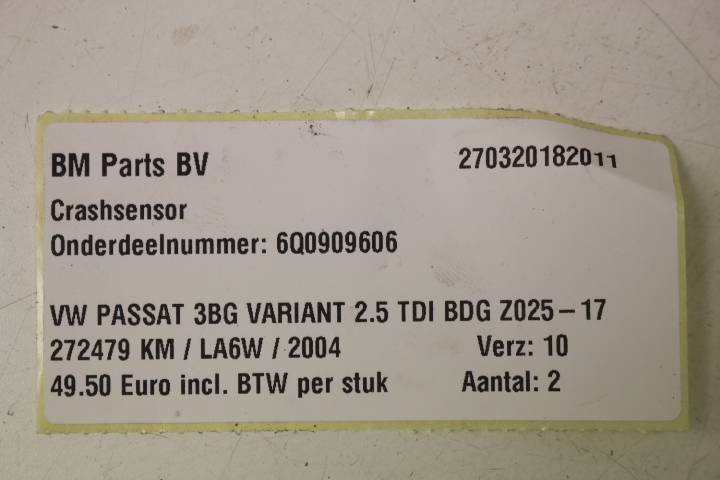 BM Parts BV 270320182011
Crashsensor
Onderdeelnummer: 6Q0909606
VW PASSAT 3BG VARIANT 2.5 TDI BDG Z025-17
272479 KM / LA6W / 2004 Verz: 10
49.50 Euro incl. BTW per stuk Aantal: 2